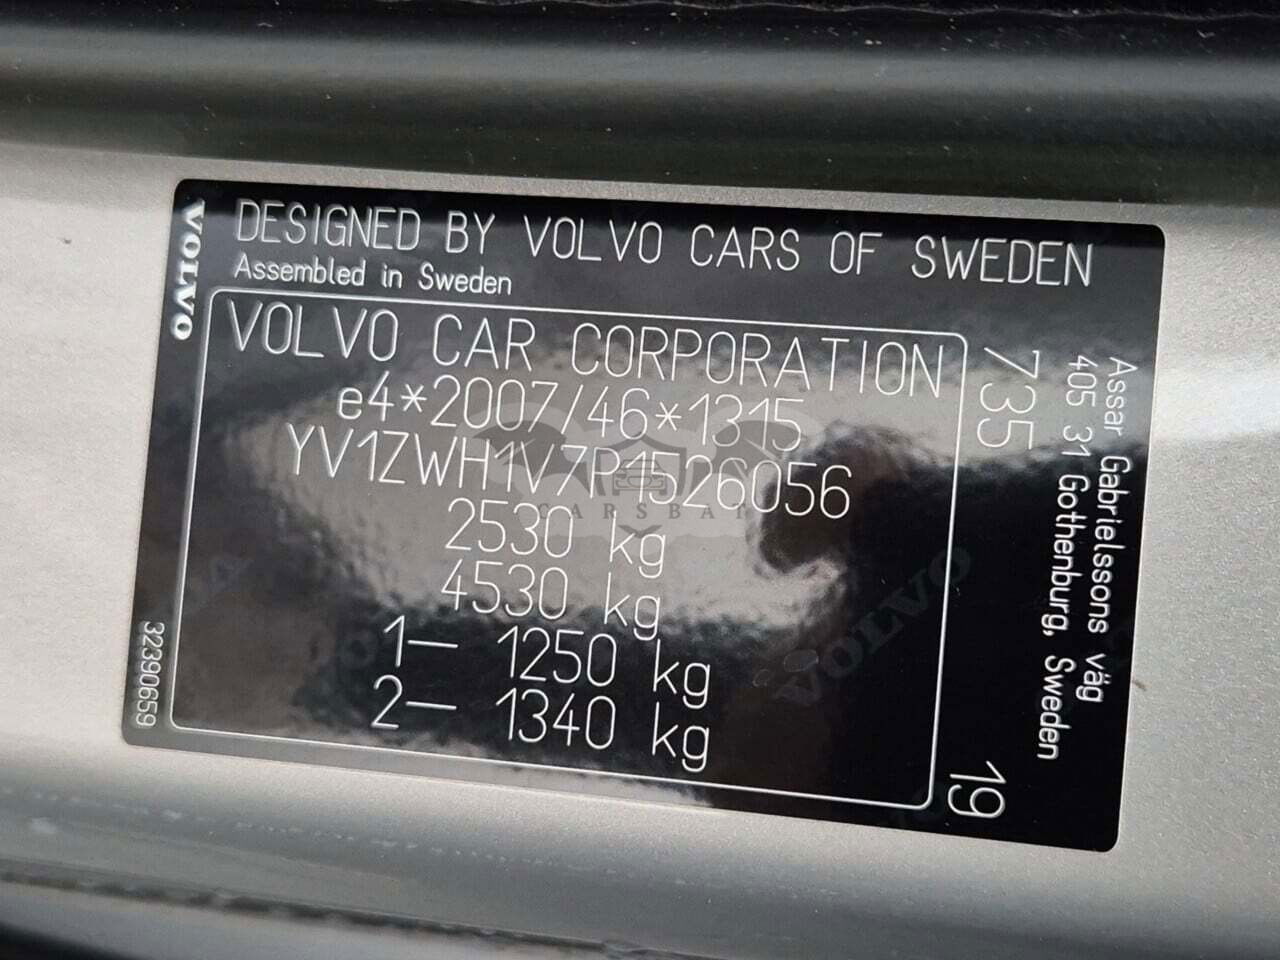 VOLVO
DESIGNED BY VOLVO CARS OF SWEDEN
Assembled in Sweden
VOLVO CAR CORPORATION
e4*2007/46*1315
YV1ZWH1V7P1526056
2530 kg
4530 kg
1– 1250 kg
2– 1340 kg
735
19
Assar Gabrielssons väg
405 31 Gothenburg, Sweden
32390659
CARSBAT
VOLVO